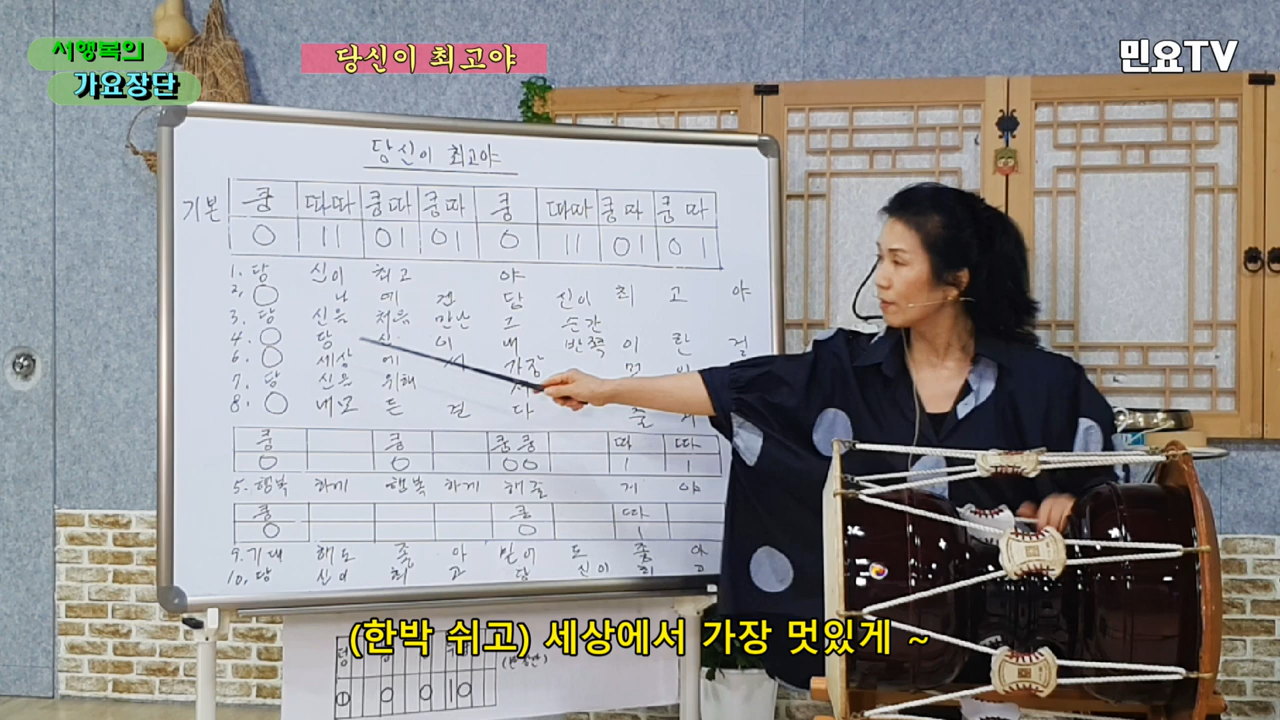 서행복의
가요장단
당신이 최고야
민요TV
당신이 최고야
기본 쿵 따따 쿵따 쿵따 쿵 따따 쿵따 쿵따
○ | | ○ | ○ | ○ | | ○ | ○ |
1. 당 신이 최고 야
2. ○ 나 에 겐 당 신이 최 고 야
3. 당 신을 처음 만난 그 순간
4. ○ 당 신 이 내 반쪽 이 란 걸
6. ○ 세상 에 서 가장 멋
7. 당 신을 위해
8. ○ 내모 든 걸 다 줄
쿵 쿵 쿵쿵 따 따
○ ○ ○○ | |
5. 행복 하게 행복 하게 해줄 게 야
쿵 쿵 따
○ ○ |
9. 기대 해도 좋 아 믿어 도 좋 아
10. 당 신이 최 고 당 신이 최 고
(한박 쉬고) 세상에서 가장 멋있게 ~